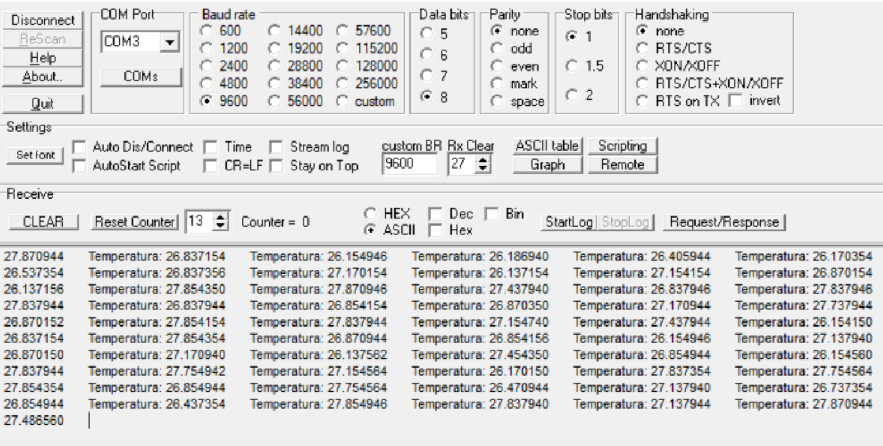 Disconnect
ReScan
Help
About..
Quit
COM Port
COM3
COMs
Baud rate
600 14400 57600
1200 19200 115200
2400 28800 128000
4800 38400 256000
9600 56000 custom
Data bits
5
6
7
8
Parity
none
odd
even
mark
space
Stop bits
1
1.5
2
Handshaking
none
RTS/CTS
XON/XOFF
RTS/CTS+XON/XOFF
RTS on TX invert
Settings
Set font
Auto Dis/Connect Time Stream log custom BR Rx Clear ASCII table Scripting
AutoStart Script CR=LF Stay on Top 9600 27 Graph Remote
Receive
CLEAR Reset Counter 13 Counter = 0
HEX Dec Bin
ASCII Hex
StartLog StopLog Request/Response
27.870944 Temperatura: 26.837154 Temperatura: 26.154946 Temperatura: 26.186940 Temperatura: 26.405944 Temperatura: 26.170354
26.537354 Temperatura: 26.837356 Temperatura: 27.170154 Temperatura: 26.137154 Temperatura: 27.154154 Temperatura: 26.870154
26.137156 Temperatura: 27.854350 Temperatura: 27.870946 Temperatura: 27.437940 Temperatura: 26.837946 Temperatura: 27.837946
27.837944 Temperatura: 26.837944 Temperatura: 26.854154 Temperatura: 26.870350 Temperatura: 27.170944 Temperatura: 27.737944
26.870152 Temperatura: 27.854154 Temperatura: 27.837944 Temperatura: 27.154740 Temperatura: 27.437944 Temperatura: 26.154150
26.837154 Temperatura: 27.854354 Temperatura: 26.870944 Temperatura: 26.854156 Temperatura: 26.154946 Temperatura: 27.137940
26.870150 Temperatura: 27.170940 Temperatura: 26.137562 Temperatura: 27.454350 Temperatura: 26.854944 Temperatura: 26.154560
27.837944 Temperatura: 27.754942 Temperatura: 27.154564 Temperatura: 26.170150 Temperatura: 27.837354 Temperatura: 27.754564
27.854354 Temperatura: 26.854944 Temperatura: 27.754564 Temperatura: 26.470944 Temperatura: 27.137940 Temperatura: 26.737354
26.854944 Temperatura: 26.437354 Temperatura: 27.854946 Temperatura: 27.837940 Temperatura: 27.137944 Temperatura: 27.870944
27.486560